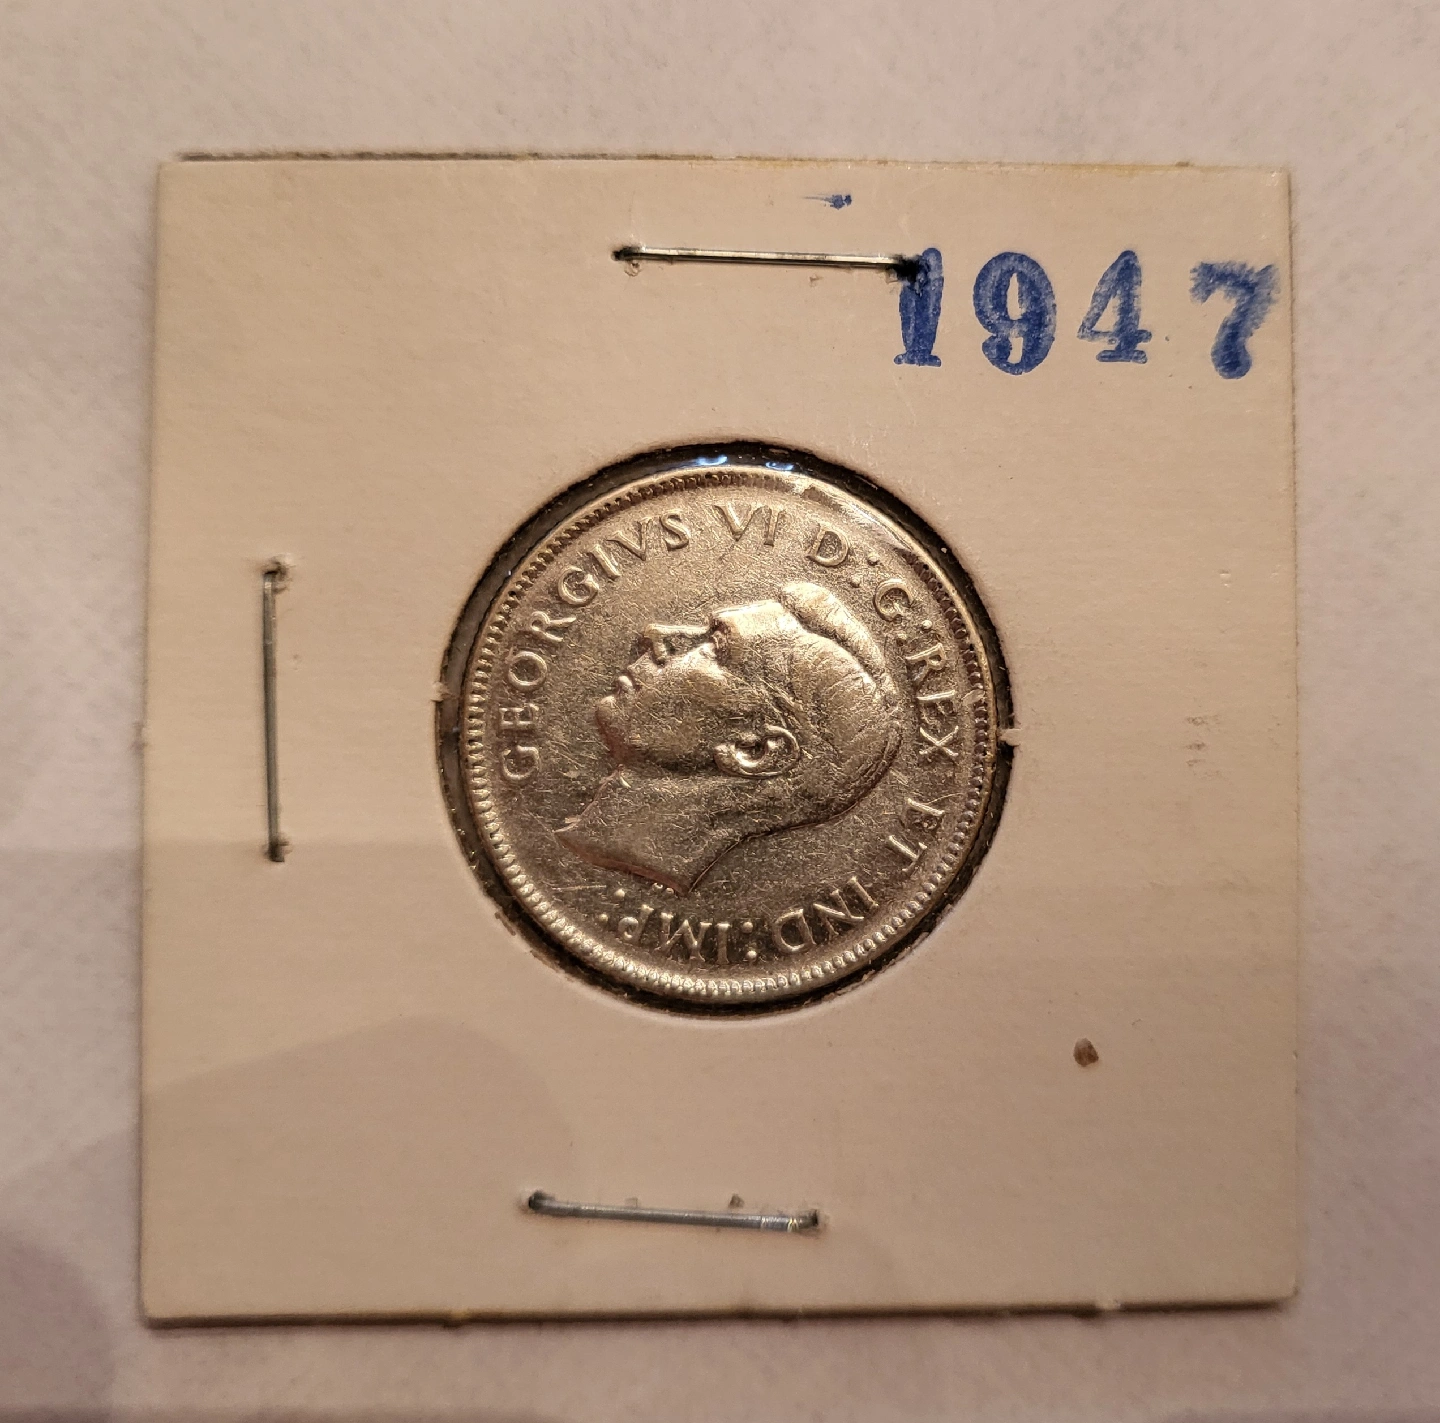 1947
GEORGIVS VI D:G:REX ET IND:IMP: